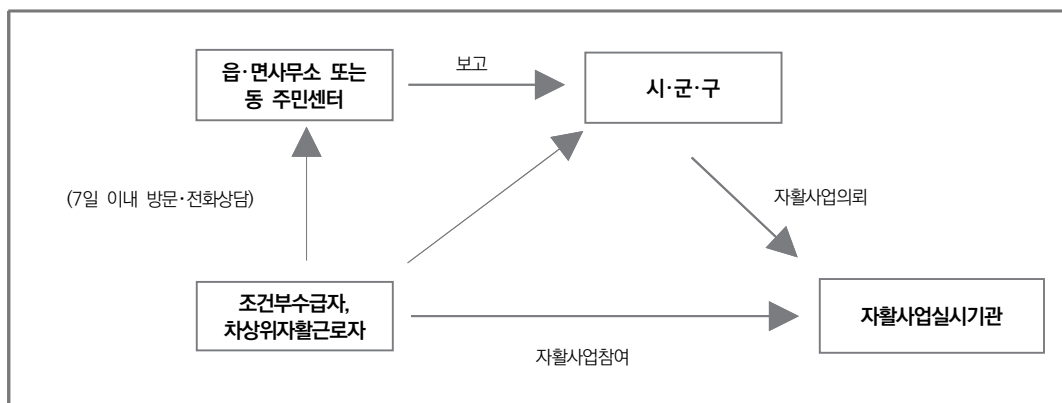 읍·면사무소 또는
동 주민센터
보고
시·군·구
(7일 이내 방문·전화상담)
자활사업의뢰
조건부수급자,
차상위자활근로자
자활사업실시기관
자활사업참여